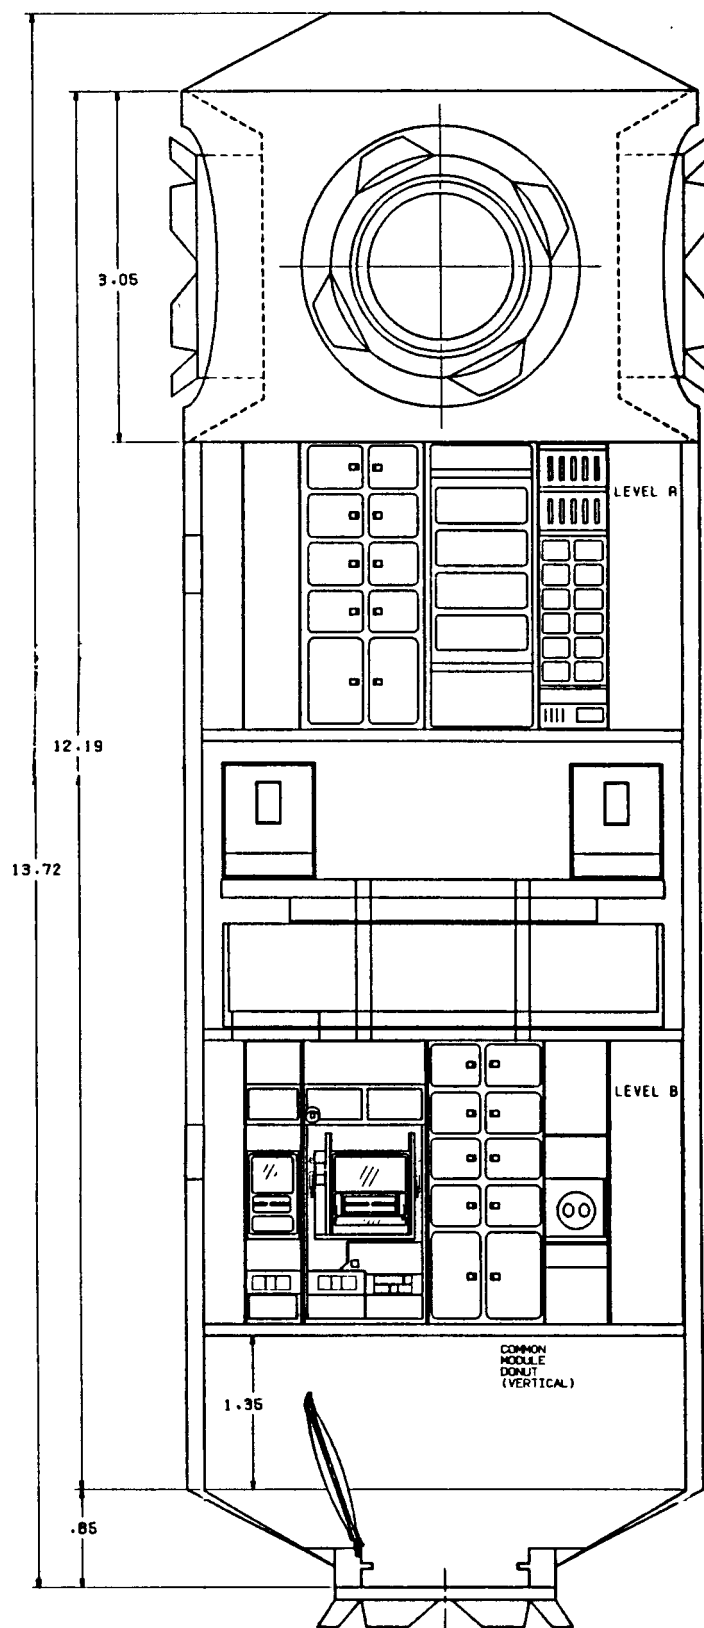 3.05
LEVEL A
12.19
13.72
LEVEL B
COMMON
MODULE
DONUT
(VERTICAL)
1.35
.85